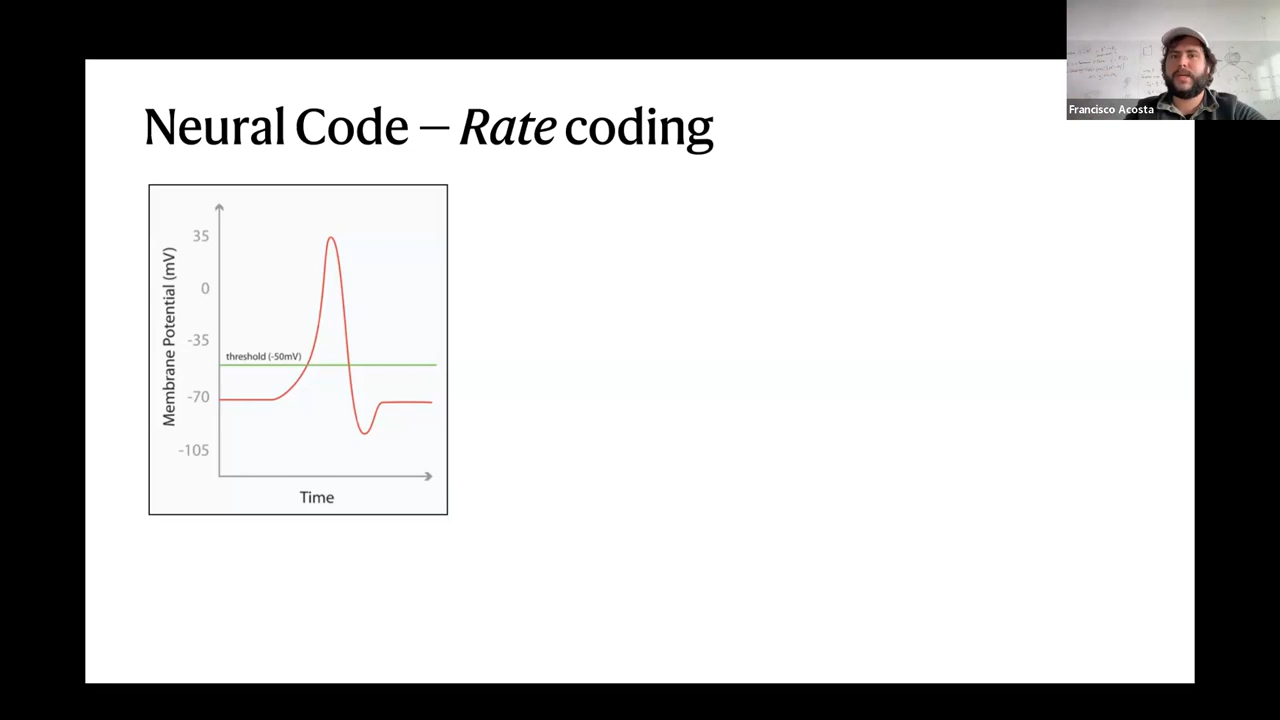 Francisco Acosta
Neural Code – Rate coding
Membrane Potential (mV)
35
0
-35
threshold (-50mV)
-70
-105
Time